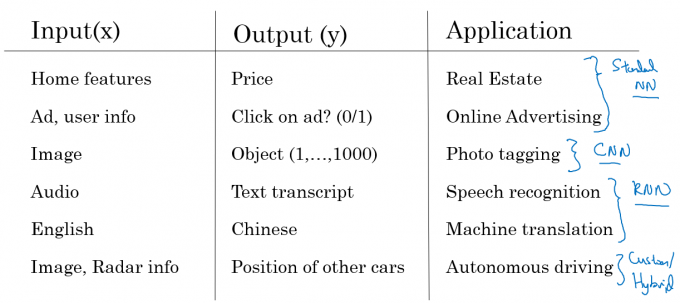 Input(x) Output (y) Application
Home features Price Real Estate
Ad, user info Click on ad? (0/1) Online Advertising
Standard
NN
Image Object (1,...,1000) Photo tagging CNN
Audio Text transcript Speech recognition RNN
English Chinese Machine translation
Image, Radar info Position of other cars Autonomous driving Custom/
Hybrid